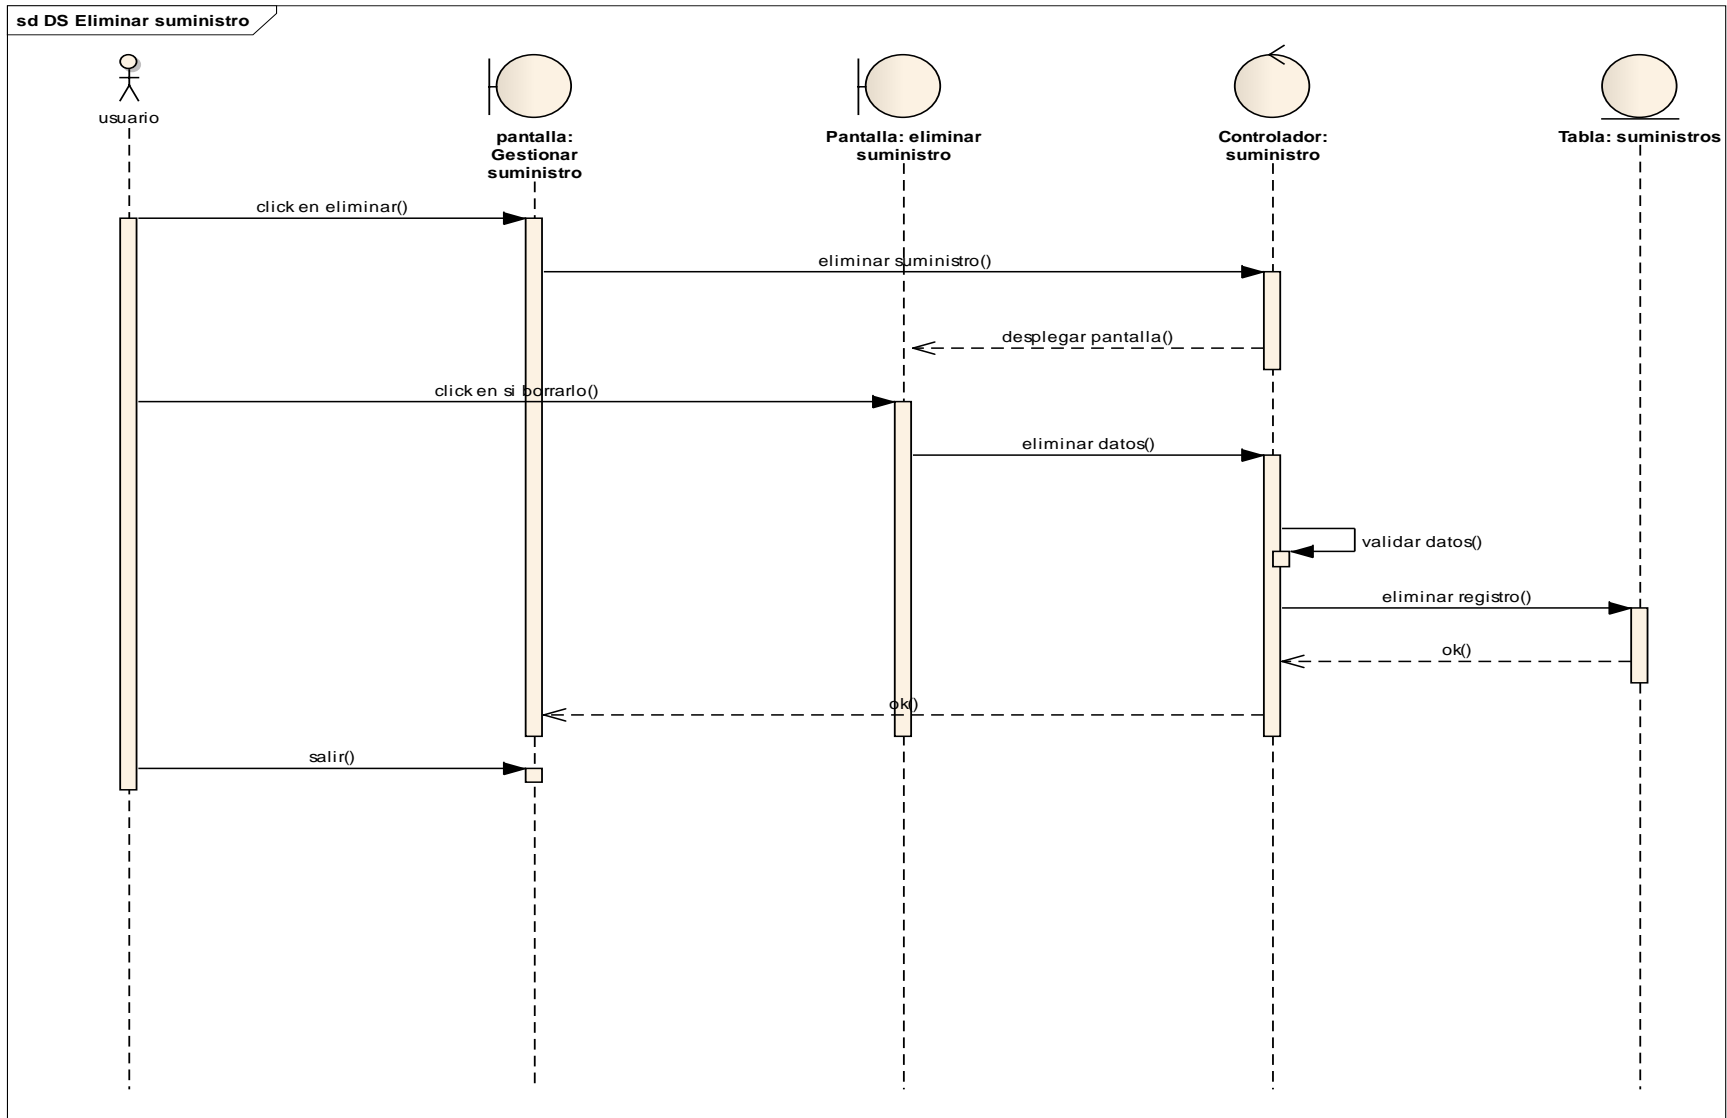 sd DS Eliminar suministro
usuario
pantalla:
Gestionar
suministro
Pantalla: eliminar
suministro
Controlador:
suministro
Tabla: suministros
click en eliminar()
eliminar suministro()
desplegar pantalla()
click en si borrarlo()
eliminar datos()
validar datos()
eliminar registro()
ok()
ok()
salir()